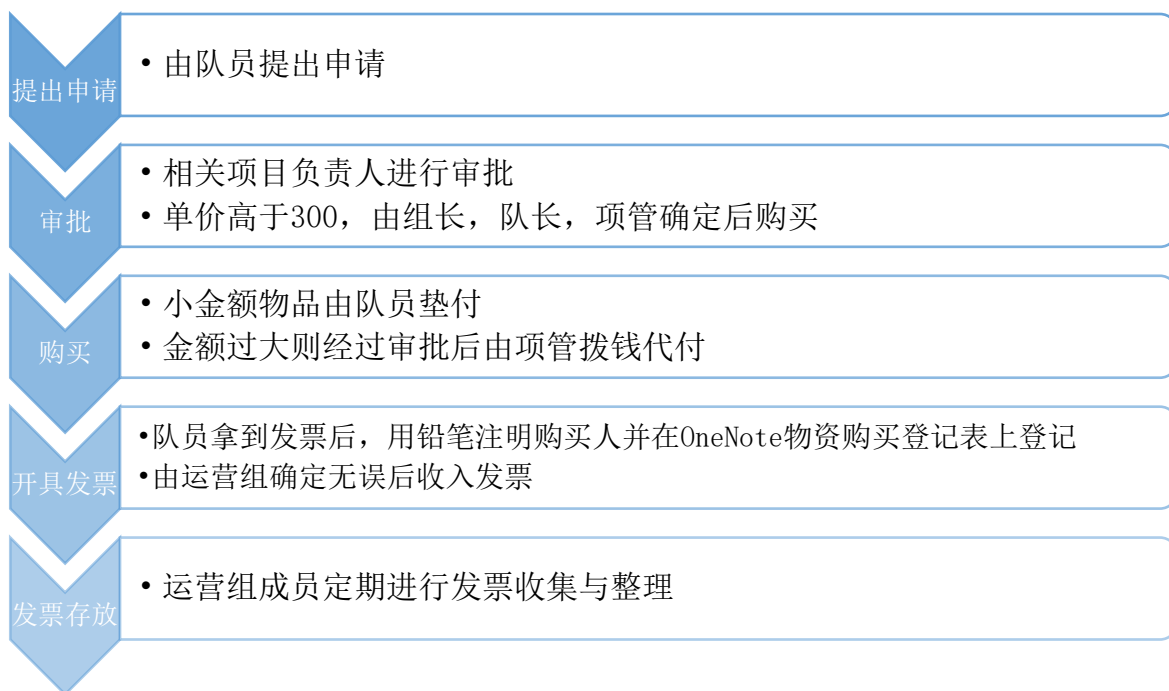 提出申请
•由队员提出申请
审批
•相关项目负责人进行审批
•单价高于300，由组长，队长，项管确定后购买
购买
•小金额物品由队员垫付
•金额过大则经过审批后由项管拨钱代付
开具发票
•队员拿到发票后，用铅笔注明购买人并在OneNote物资购买登记表上登记
•由运营组确定无误后收入发票
发票存放
•运营组成员定期进行发票收集与整理